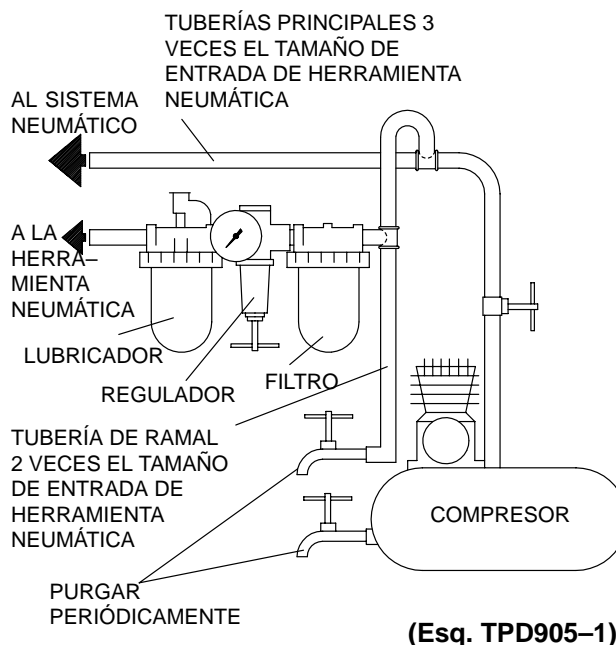 TUBERÍAS PRINCIPALES 3
VECES EL TAMAÑO DE
ENTRADA DE HERRAMIENTA
NEUMÁTICA
AL SISTEMA
NEUMÁTICO
A LA
HERRA–
MIENTA
NEUMÁTICA
LUBRICADOR
REGULADOR
FILTRO
TUBERÍA DE RAMAL
2 VECES EL TAMAÑO
DE ENTRADA DE
HERRAMIENTA
NEUMÁTICA
COMPRESOR
PURGAR
PERIÓDICAMENTE
(Esq. TPD905–1)